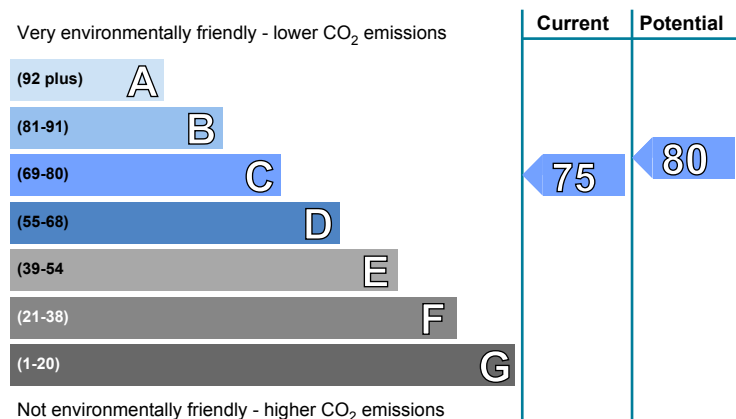 Current Potential
Very environmentally friendly - lower CO₂ emissions
(92 plus) A
(81-91) B
(69-80) C 75 80
(55-68) D
(39-54 E
(21-38) F
(1-20) G
Not environmentally friendly - higher CO₂ emissions